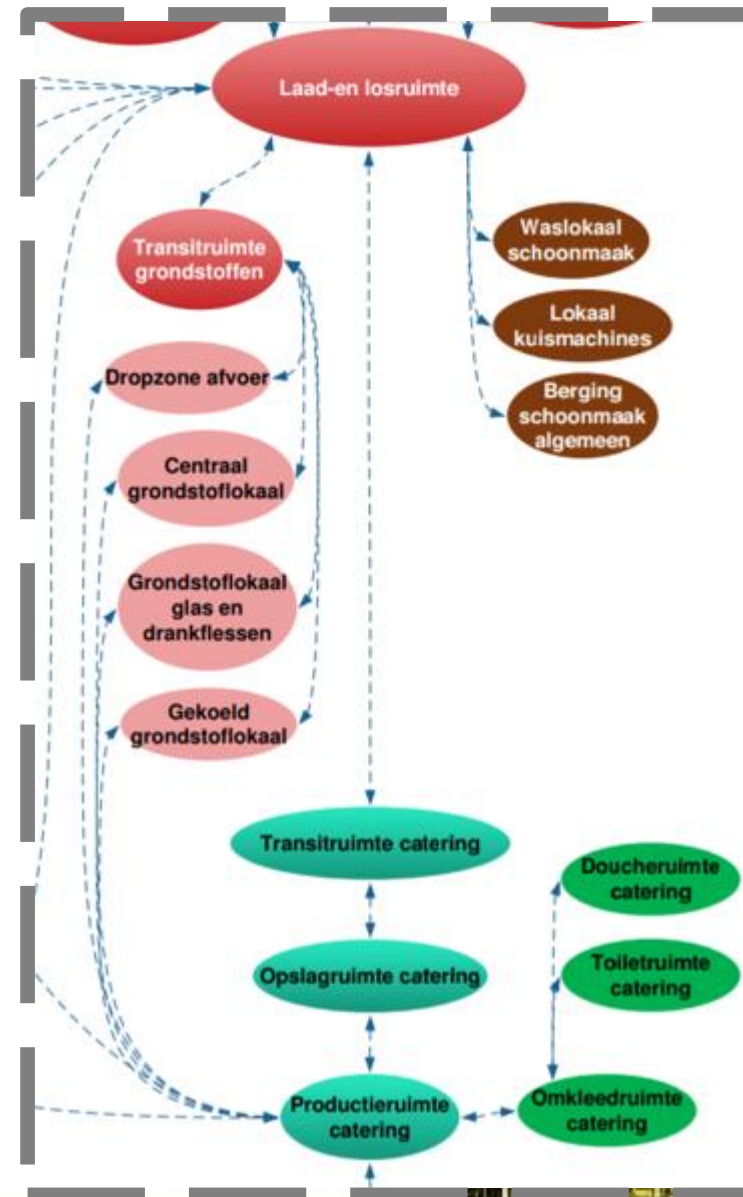 Laad-en losruimte
Transitruimte
grondstoffen
Waslokaal
schoonmaak
Lokaal
kuismachines
Dropzone afvoer
Berging
schoonmaak
algemeen
Centraal
grondstoflokaal
Grondstoflokaal
glas en
drankflessen
Gekoeld
grondstoflokaal
Transitruimte catering
Doucheruimte
catering
Opslagruimte catering
Toiletruimte
catering
Productieruimte
catering
Omkleedruimte
catering